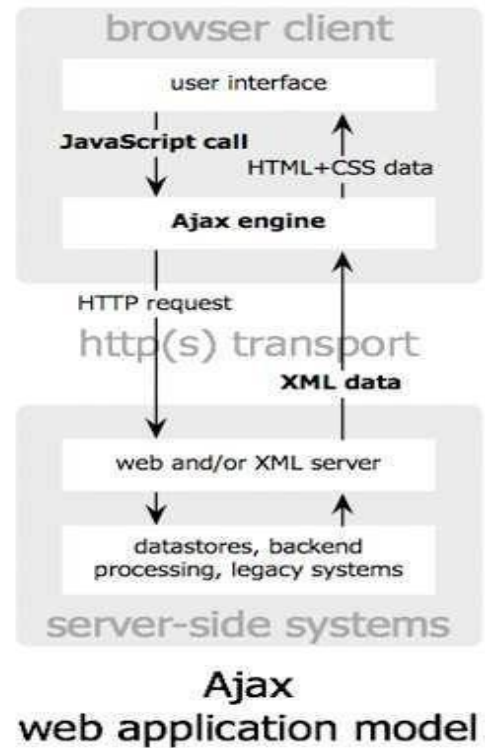 browser client
user interface
JavaScript call
HTML+CSS data
Ajax engine
HTTP request
http(s) transport
XML data
web and/or XML server
datastores, backend
processing, legacy systems
server-side systems
Ajax
web application model